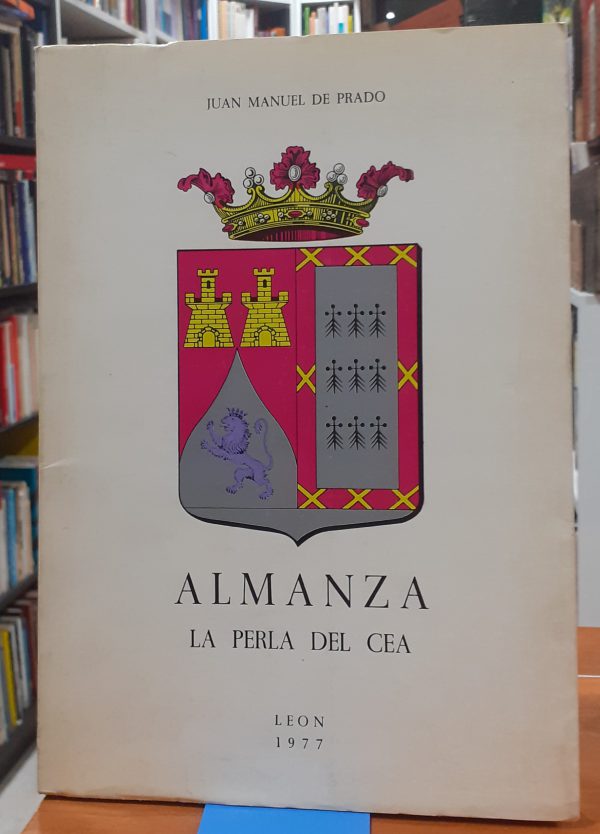 JUAN MANUEL DE PRADO
ALMANZA
LA PERLA DEL CEA
LEON
1977